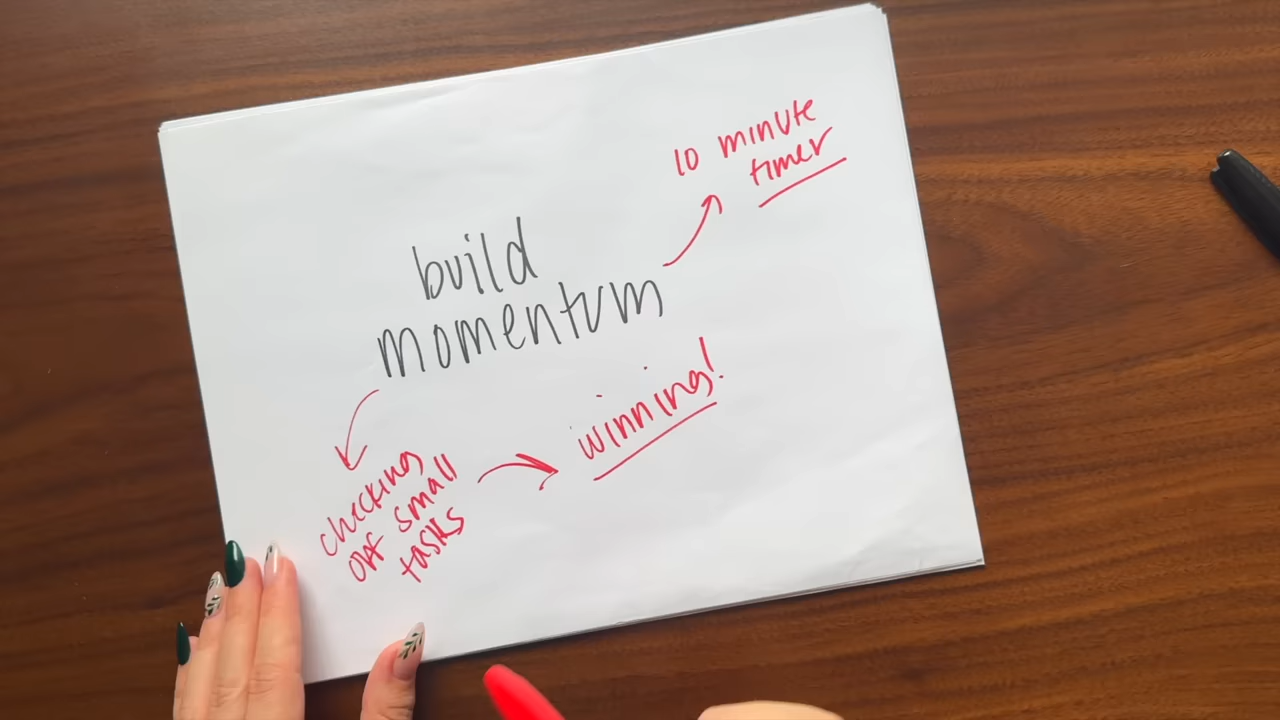 10 minute
timer
build
momentum
winning!
checking
off small
tasks